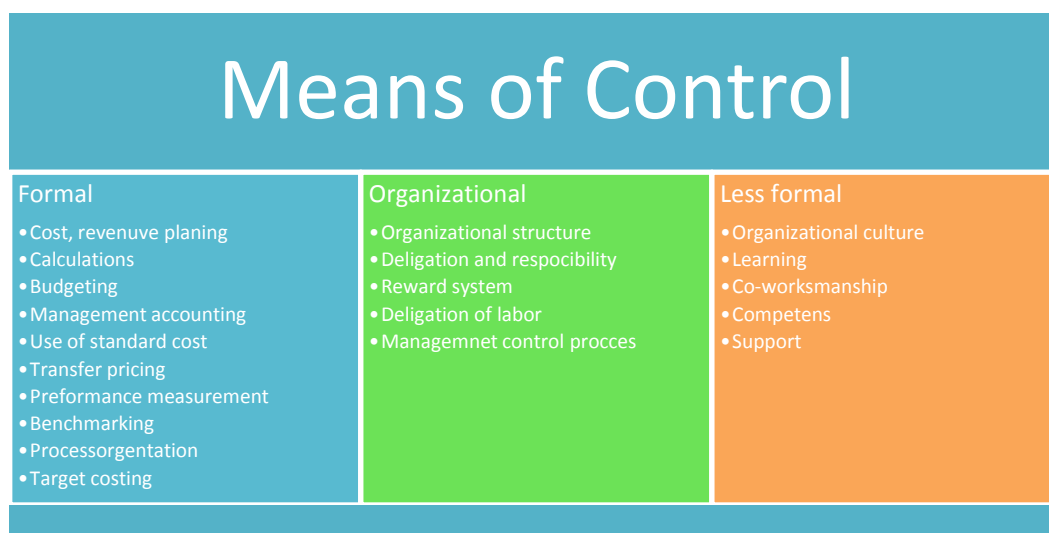 Means of Control
Formal
•Cost, revenuve planing
•Calculations
•Budgeting
•Management accounting
•Use of standard cost
•Transfer pricing
•Preformance measurement
•Benchmarking
•Processorgentation
•Target costing
Organizational
•Organizational structure
•Deligation and respocibility
•Reward system
•Deligation of labor
•Managemnet control procces
Less formal
•Organizational culture
•Learning
•Co-worksmanship
•Competens
•Support